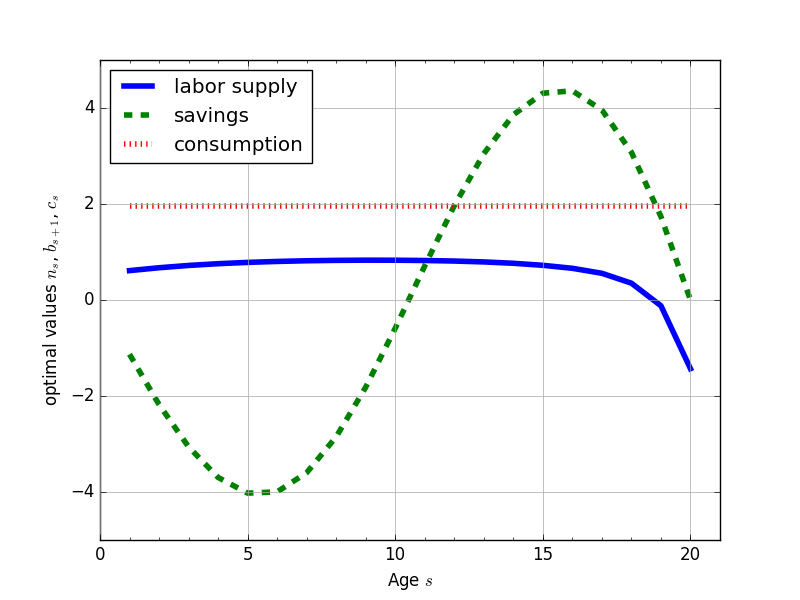 labor supply
savings
consumption
4
2
0
−2
−4
optimal values $n_s$, $b_{s+1}$, $c_s$
0
5
10
15
20
Age $s$